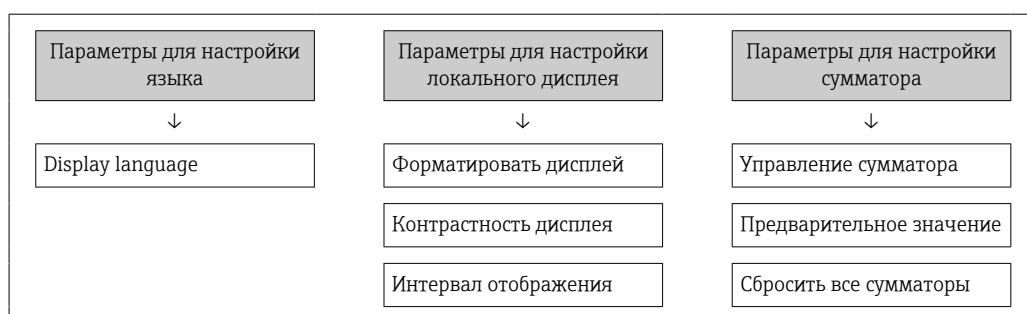 Параметры для настройки
языка
↓
Display language
Параметры для настройки
локального дисплея
↓
Форматировать дисплей
Контрастность дисплея
Интервал отображения
Параметры для настройки
сумматора
↓
Управление сумматора
Предварительное значение
Сбросить все сумматоры